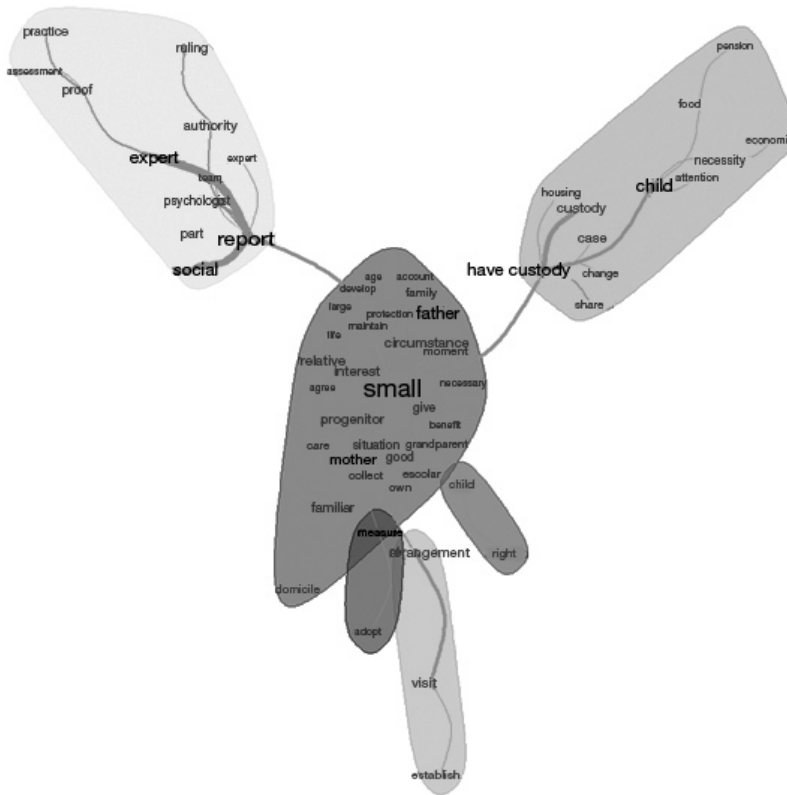 practice
ruling
assessment
proof
authority
expert
expert
team
psychologist
part
report
social
pension
food
economi
necessity
attention
child
housing
custody
case
have custody
change
share
age
account
develop
family
large
protection
father
maintain
life
circumstance
moment
relative
interest
small
necessary
agree
give
progenitor
benefit
care
situation
grandparent
mother
good
collect
escolar
own
child
familiar
measure
arrangement
right
domicile
adopt
visit
establish